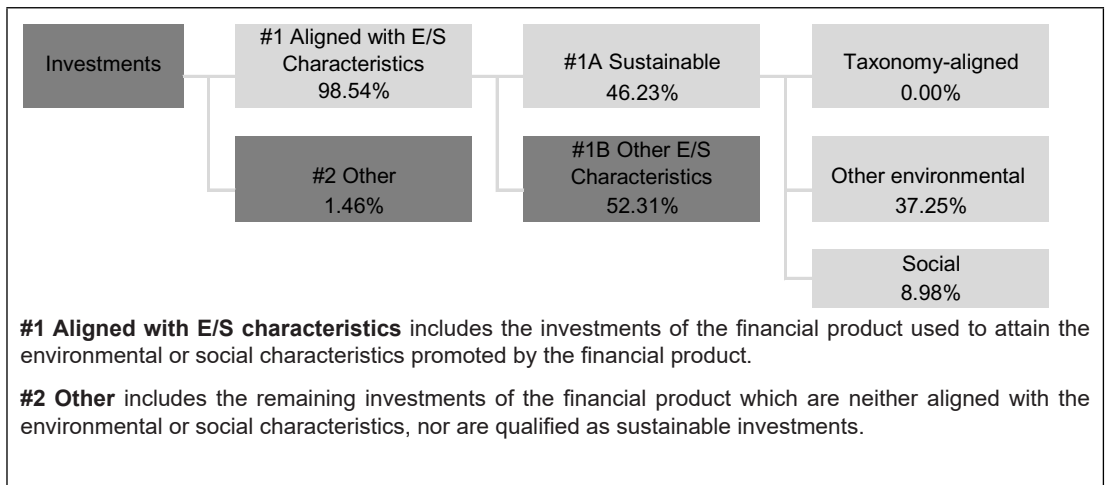 Investments
#1 Aligned with E/S
Characteristics
98.54%
#2 Other
1.46%
#1A Sustainable
46.23%
#1B Other E/S
Characteristics
52.31%
Taxonomy-aligned
0.00%
Other environmental
37.25%
Social
8.98%
#1 Aligned with E/S characteristics includes the investments of the financial product used to attain the
environmental or social characteristics promoted by the financial product.
#2 Other includes the remaining investments of the financial product which are neither aligned with the
environmental or social characteristics, nor are qualified as sustainable investments.